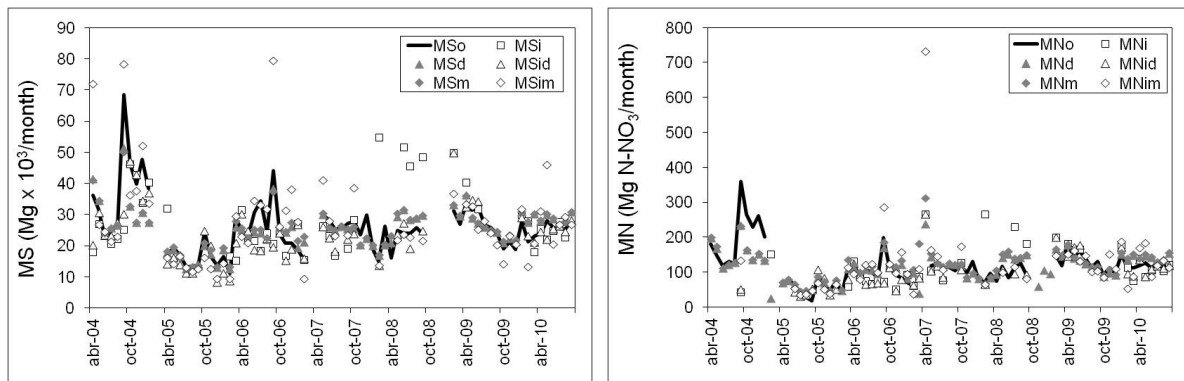 90
80
70
60
50
40
30
20
10
0
MS (Mg x 10³/month)
MSo MSi
MSd MSid
MSm MSim
abr-04
oct-04
abr-05
oct-05
abr-06
oct-06
abr-07
oct-07
abr-08
oct-08
abr-09
oct-09
abr-10
800
700
600
500
400
300
200
100
0
MN (Mg N-NO₃/month)
MNo MNi
MNd MNid
MNm MNim
abr-04
oct-04
abr-05
oct-05
abr-06
oct-06
abr-07
oct-07
abr-08
oct-08
abr-09
oct-09
abr-10